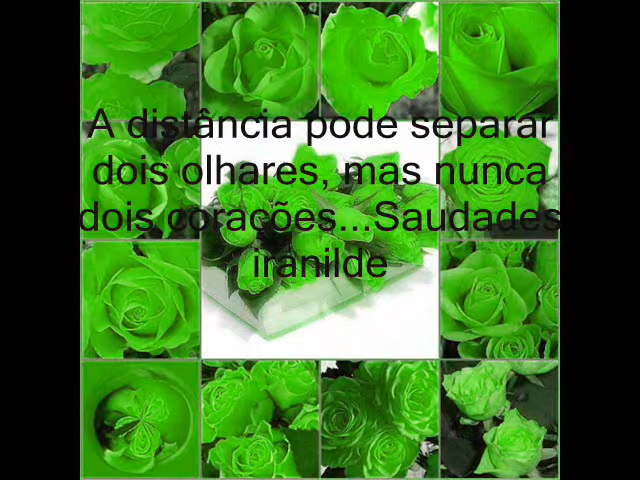 A distância pode separar
dois olhares, mas nunca
dois corações...Saudades
iranilde